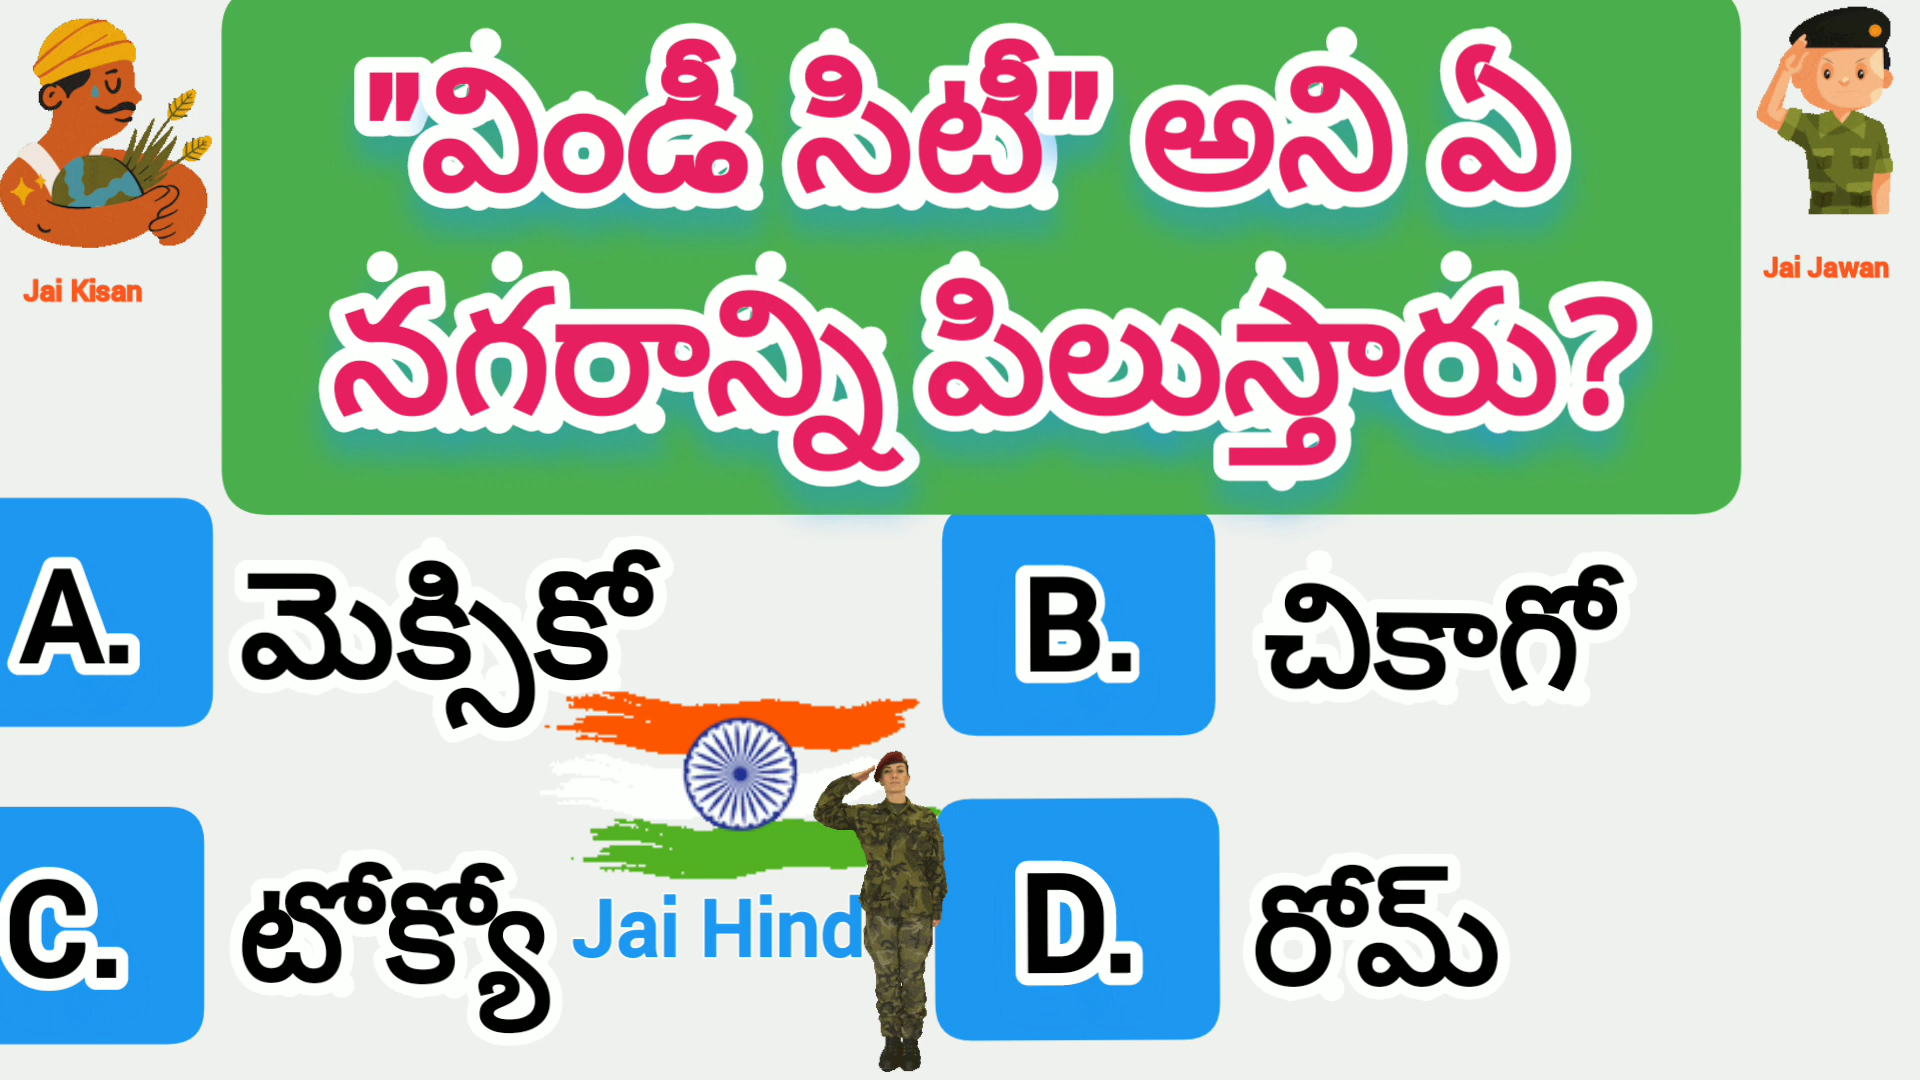 "విండీ సిటీ" అని ఏ
నగరాన్ని పిలుస్తారు?
Jai Kisan
Jai Jawan
A. మెక్సికో
B. చికాగో
C. టోక్యో
D. రోమ్
Jai Hind